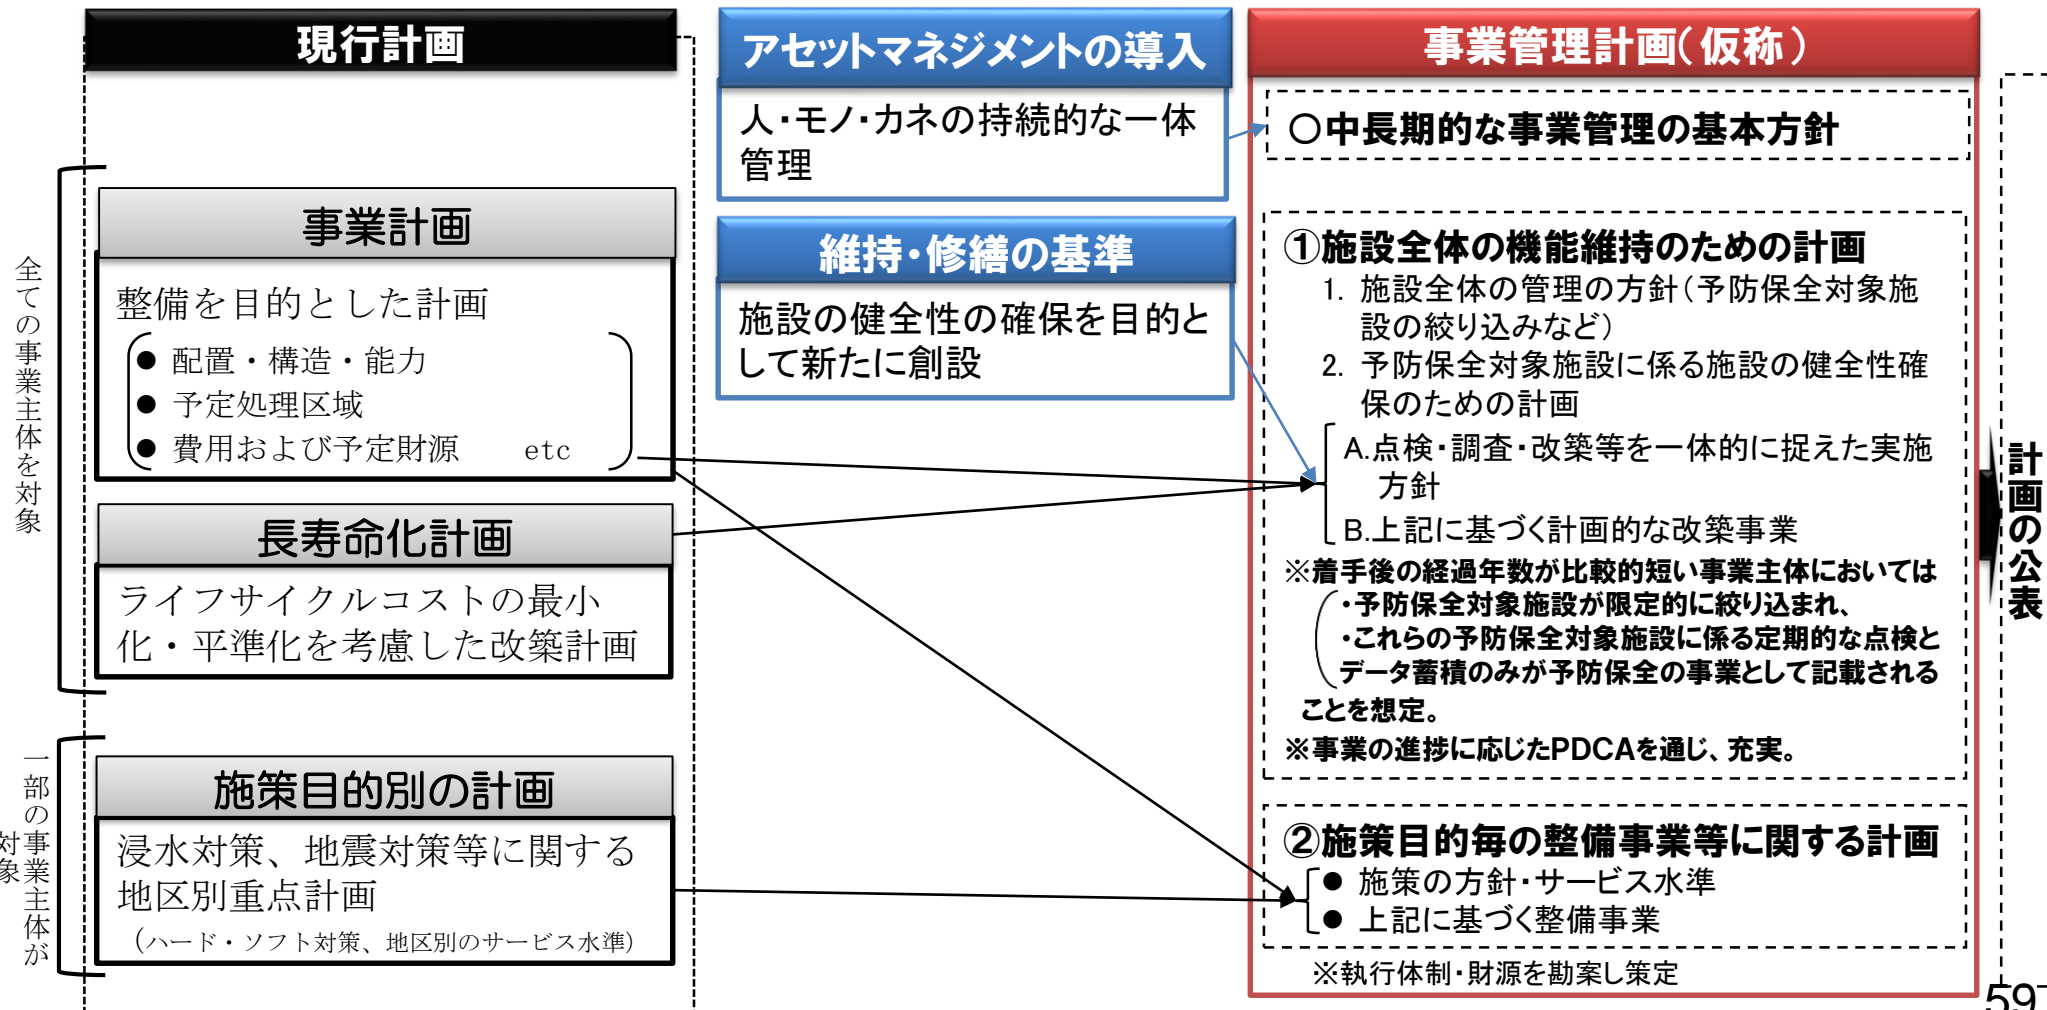 現行計画
全ての事業主体を対象
事業計画
整備を目的とした計画
● 配置・構造・能力
● 予定処理区域
● 費用および予定財源 etc
長寿命化計画
ライフサイクルコストの最小
化・平準化を考慮した改築計画
一部の事業主体が
対象
施策目的別の計画
浸水対策、地震対策等に関する
地区別重点計画
（ハード・ソフト対策、地区別のサービス水準）
アセットマネジメントの導入
人・モノ・カネの持続的な一体
管理
維持・修繕の基準
施設の健全性の確保を目的と
して新たに創設
事業管理計画（仮称）
○中長期的な事業管理の基本方針
①施設全体の機能維持のための計画
1. 施設全体の管理の方針（予防保全対象施
設の絞り込みなど）
2. 予防保全対象施設に係る施設の健全性確
保のための計画
A.点検・調査・改築等を一体的に捉えた実施
方針
B.上記に基づく計画的な改築事業
※着手後の経過年数が比較的短い事業主体においては
・予防保全対象施設が限定的に絞り込まれ、
・これらの予防保全対象施設に係る定期的な点検と
データ蓄積のみが予防保全の事業として記載される
ことを想定。
※事業の進捗に応じたPDCAを通じ、充実。
②施策目的毎の整備事業等に関する計画
● 施策の方針・サービス水準
● 上記に基づく整備事業
※執行体制・財源を勘案し策定
計画の公表
59